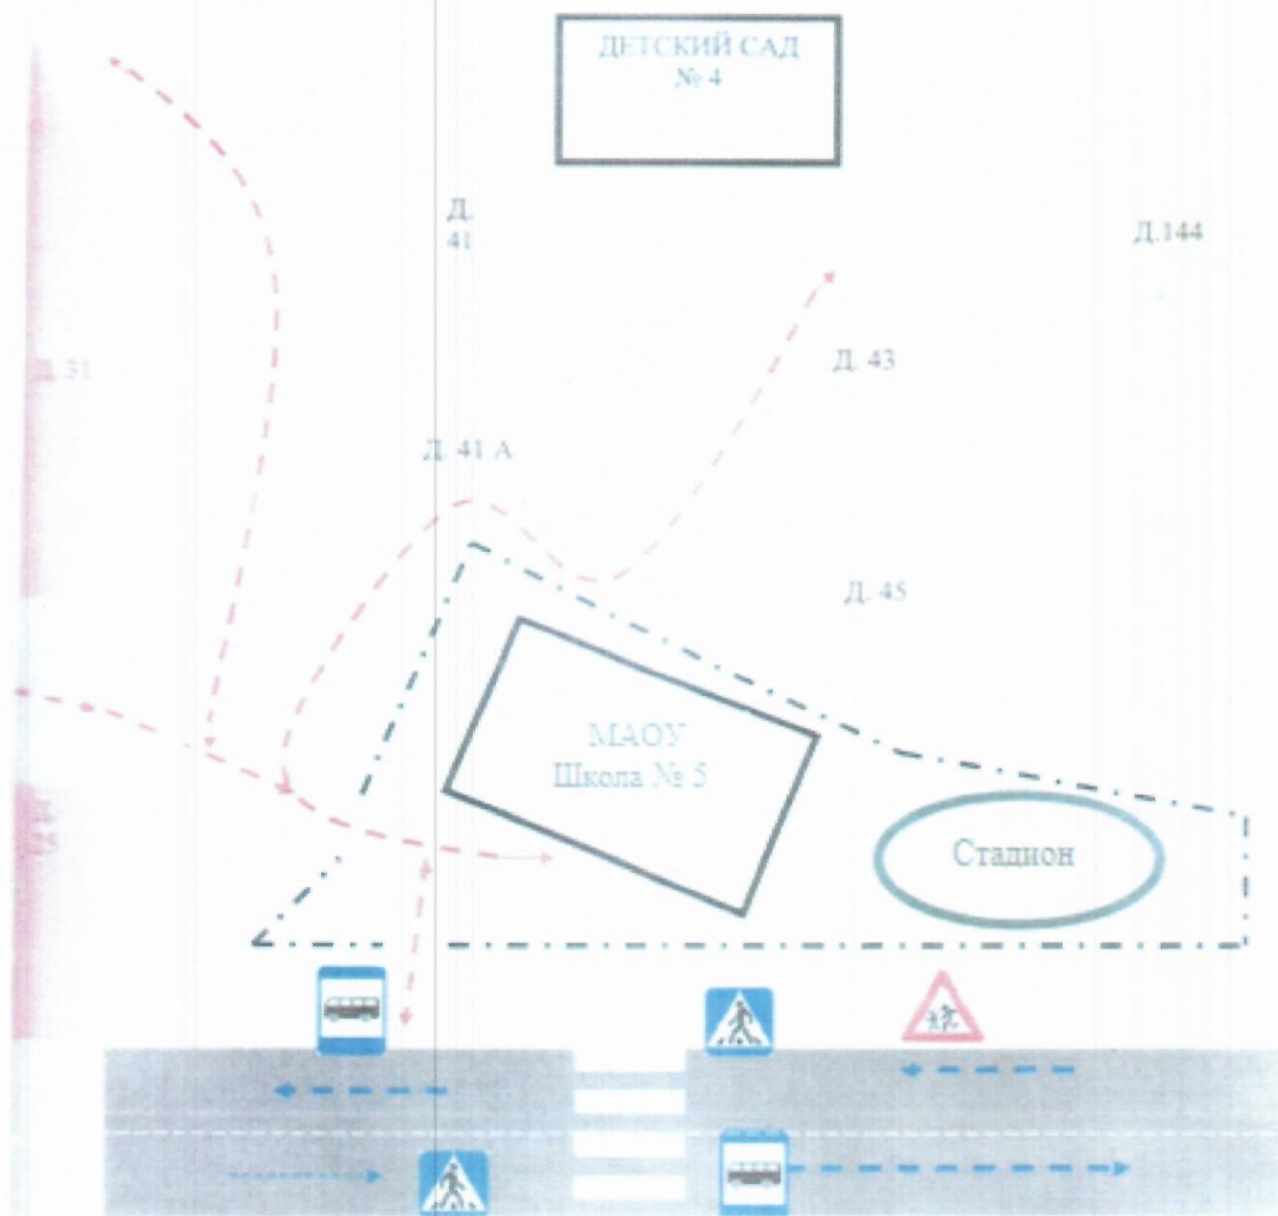 ДЕТСКИЙ САД
№ 4
Д.
41
Д.144
Д. 31
Д. 43
Д. 41 А
Д. 45
МАОУ
Школа № 5
Стадион